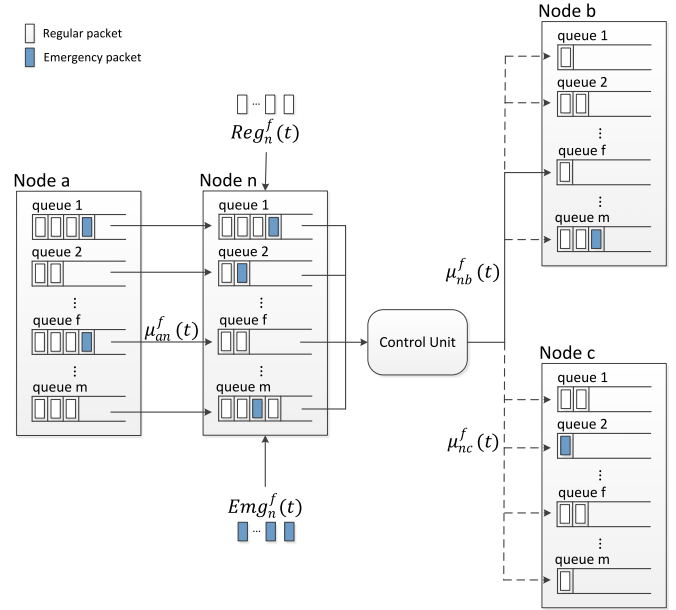 Regular packet
Emergency packet
... 
Reg_n^f(t)
Node a
queue 1
queue 2
⋮
queue f
⋮
queue m
μ_an^f(t)
Node n
queue 1
queue 2
⋮
queue f
⋮
queue m
Emg_n^f(t)
...
Control Unit
μ_nb^f(t)
μ_nc^f(t)
Node b
queue 1
queue 2
⋮
queue f
⋮
queue m
Node c
queue 1
queue 2
⋮
queue f
⋮
queue m